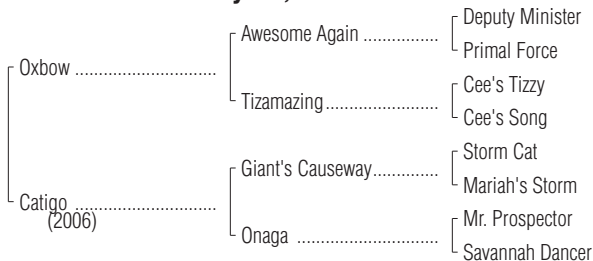 Deputy Minister
Awesome Again ................
Primal Force
Oxbow ..............................
Cee's Tizzy
Tizamazing........................
Cee's Song
Storm Cat
Giant's Causeway..............
Mariah's Storm
Catigo ..............................
(2006)
Mr. Prospector
Onaga ..............................
Savannah Dancer